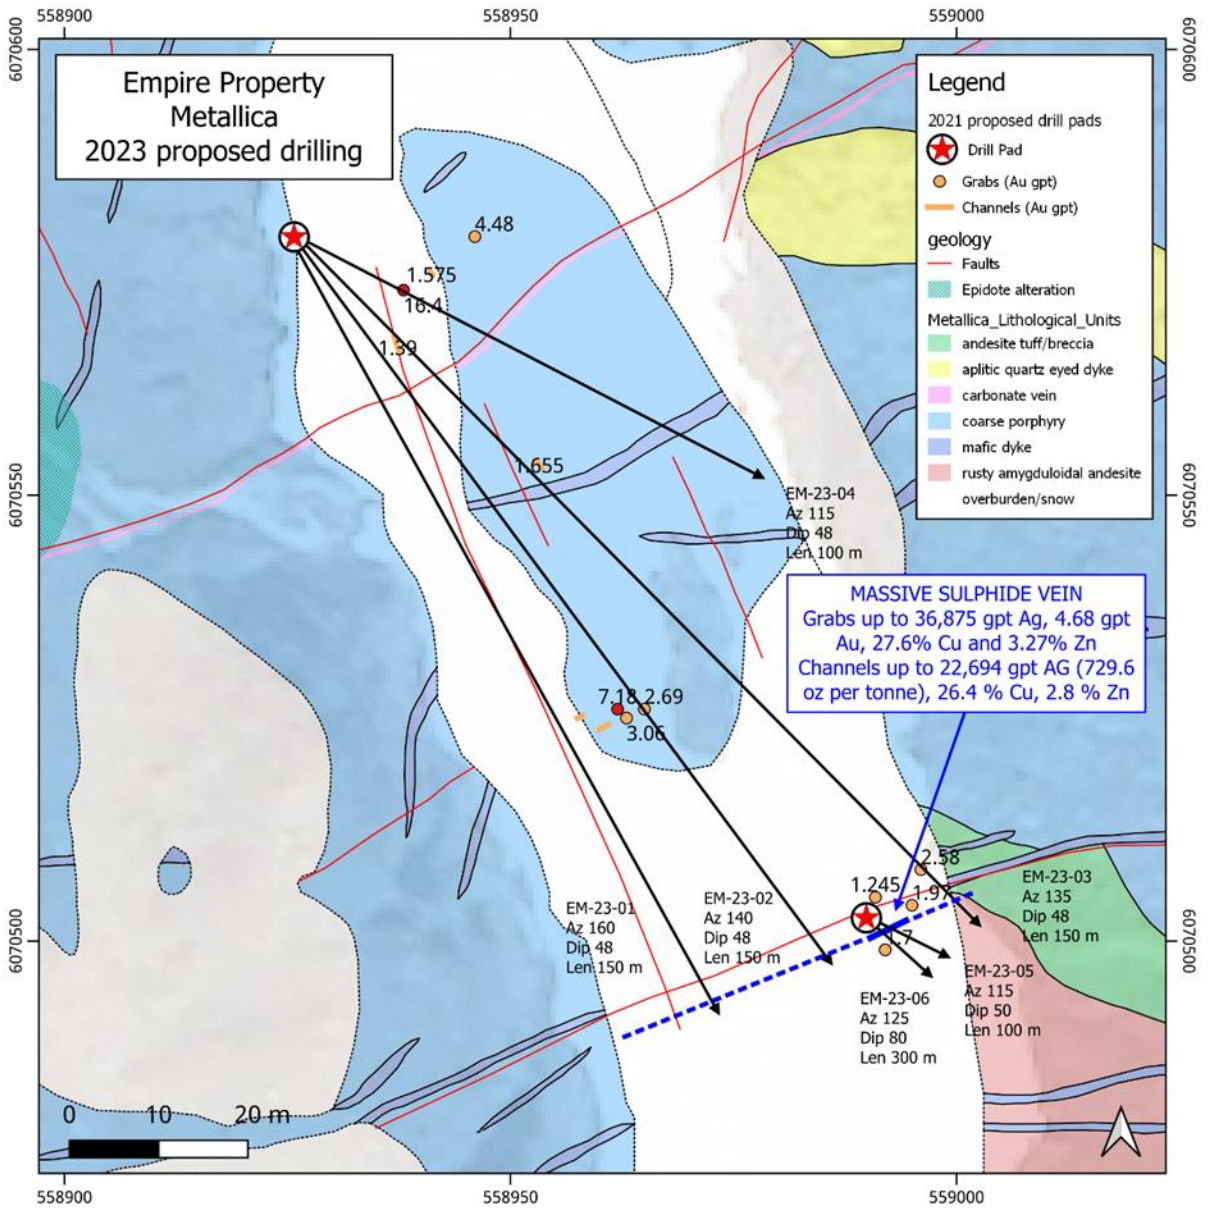 558900
558950
559000
6070600
6070600
Empire Property
Metallica
2023 proposed drilling
Legend
2021 proposed drill pads
Drill Pad
Grabs (Au gpt)
Channels (Au gpt)
geology
Faults
Epidote alteration
Metallica_Lithological_Units
andesite tuff/breccia
aplitic quartz eyed dyke
carbonate vein
coarse porphyry
mafic dyke
rusty amygduloidal andesite
overburden/snow
4.48
1.575
16.4
1.39
1.655
6070550
6070550
EM-23-04
Az 115
Dip 48
Len 100 m
MASSIVE SULPHIDE VEIN
Grabs up to 36,875 gpt Ag, 4.68 gpt
Au, 27.6% Cu and 3.27% Zn
Channels up to 22,694 gpt AG (729.6
oz per tonne), 26.4 % Cu, 2.8 % Zn
7.18
2.69
3.06
2.58
1.245
EM-23-01
Az 160
Dip 48
Len 150 m
EM-23-02
Az 140
Dip 48
Len 150 m
EM-23-03
Az 135
Dip 48
Len 150 m
6070500
6070500
EM-23-05
Az 115
Dip 50
Len 100 m
EM-23-06
Az 125
Dip 80
Len 300 m
0 10 20 m
558900
558950
559000